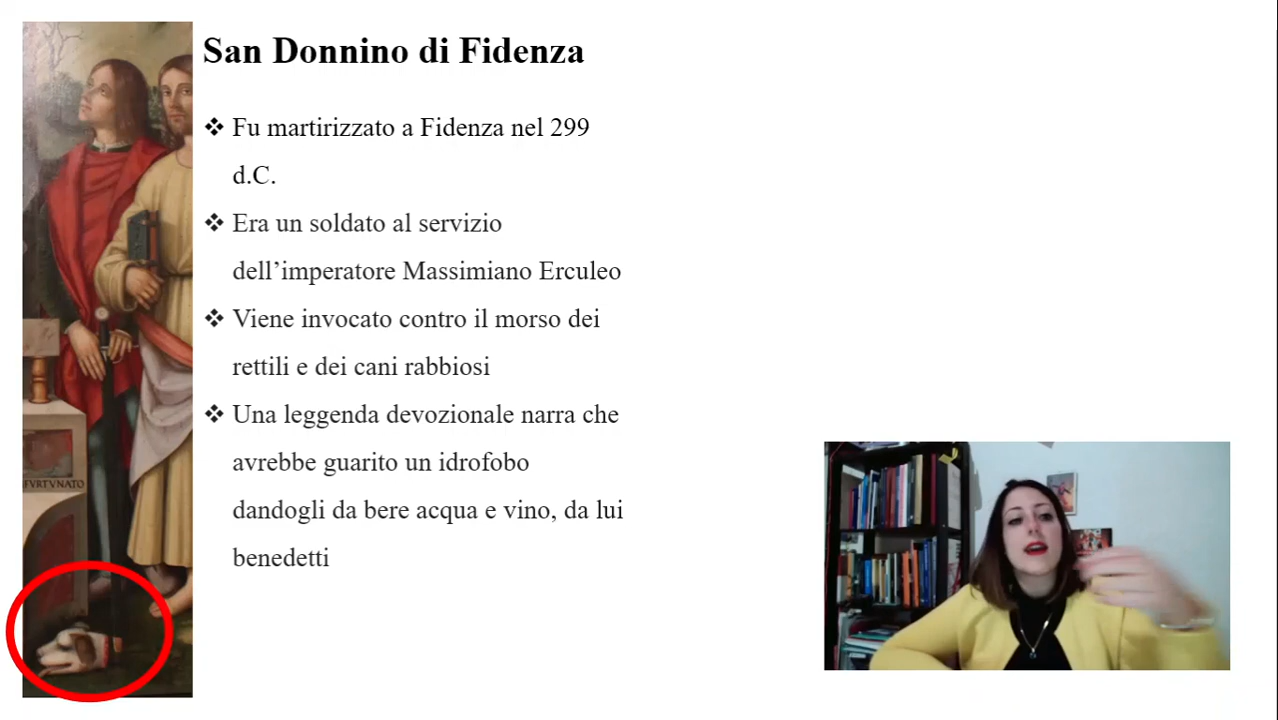 San Donnino di Fidenza
❖ Fu martirizzato a Fidenza nel 299
d.C.
❖ Era un soldato al servizio
dell’imperatore Massimiano Erculeo
❖ Viene invocato contro il morso dei
rettili e dei cani rabbiosi
❖ Una leggenda devozionale narra che
avrebbe guarito un idrofobo
dandogli da bere acqua e vino, da lui
benedetti
FVRTVNATO